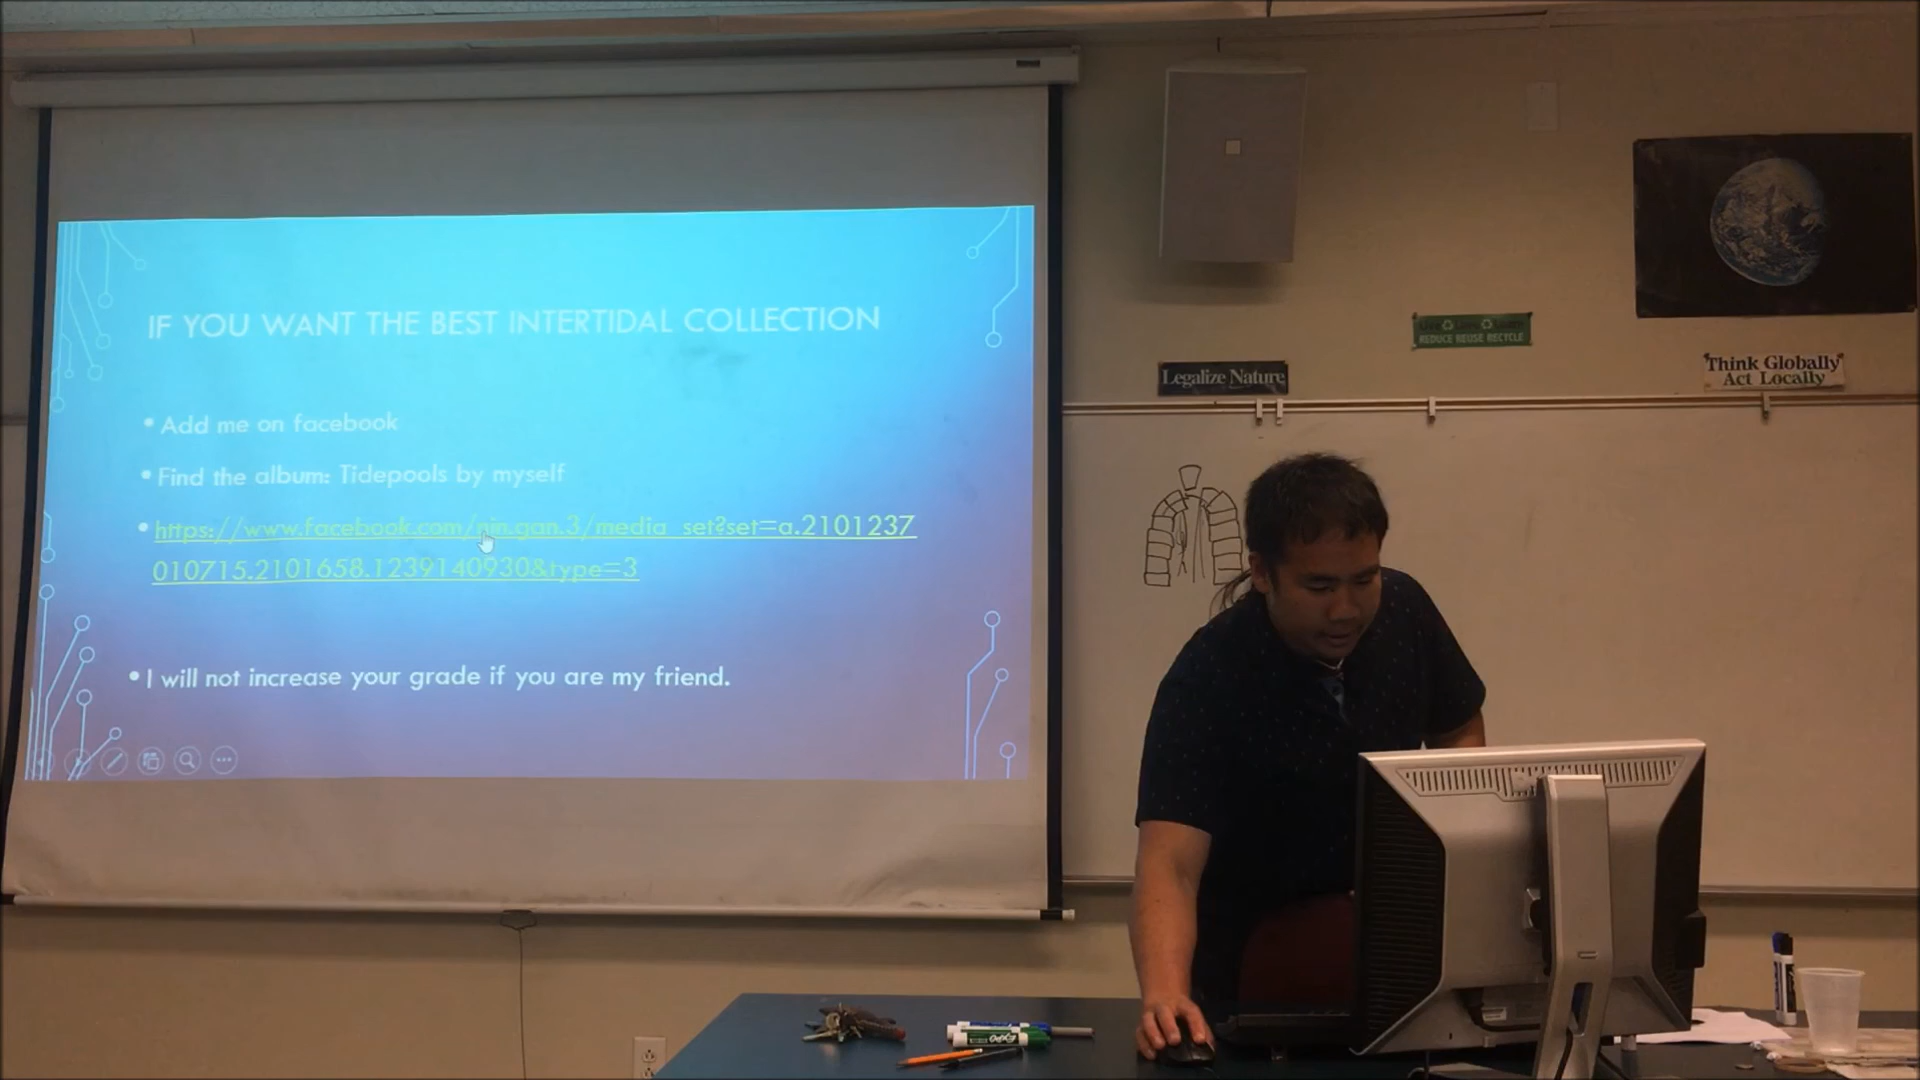 IF YOU WANT THE BEST INTERTIDAL COLLECTION
• Add me on facebook
• Find the album: Tidepools by myself
• https://www.facebook.com/nin.gan.3/media_set?set=a.2101237
010715.2101658.1239140930&type=3
• I will not increase your grade if you are my friend.
Legalize Nature
REDUCE REUSE RECYCLE
Think Globally
Act Locally
EXPO